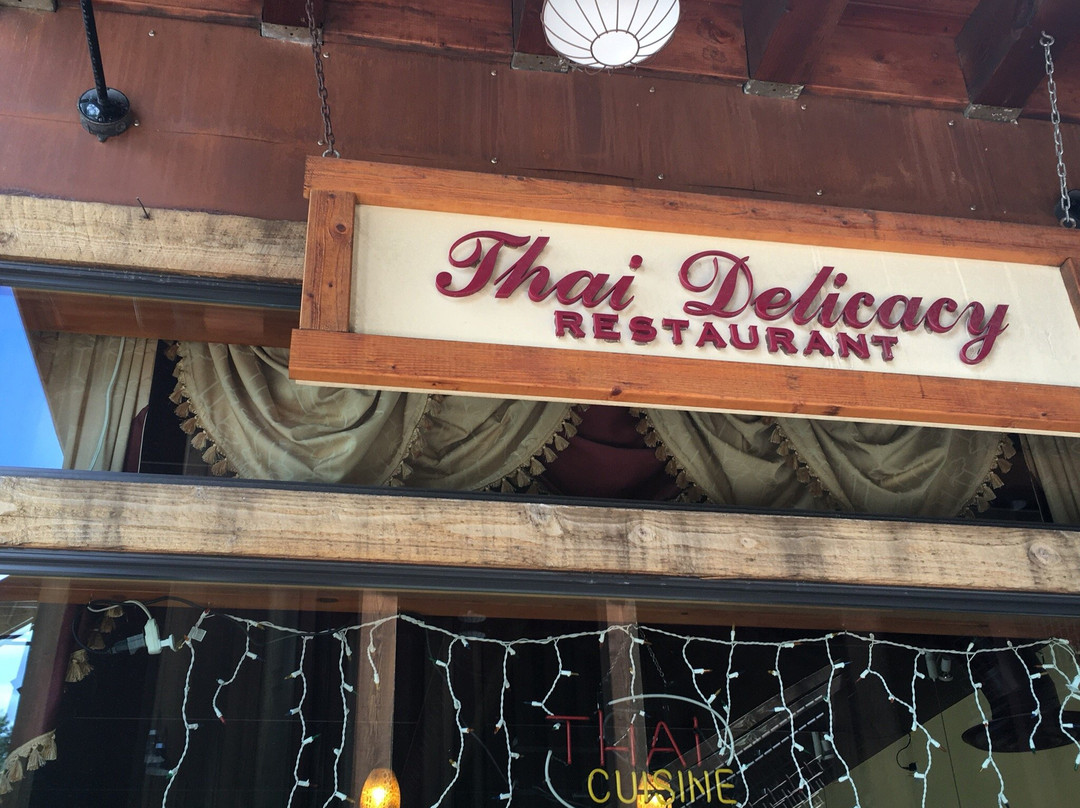 Thai Delicacy
RESTAURANT
THAi
CUISINE